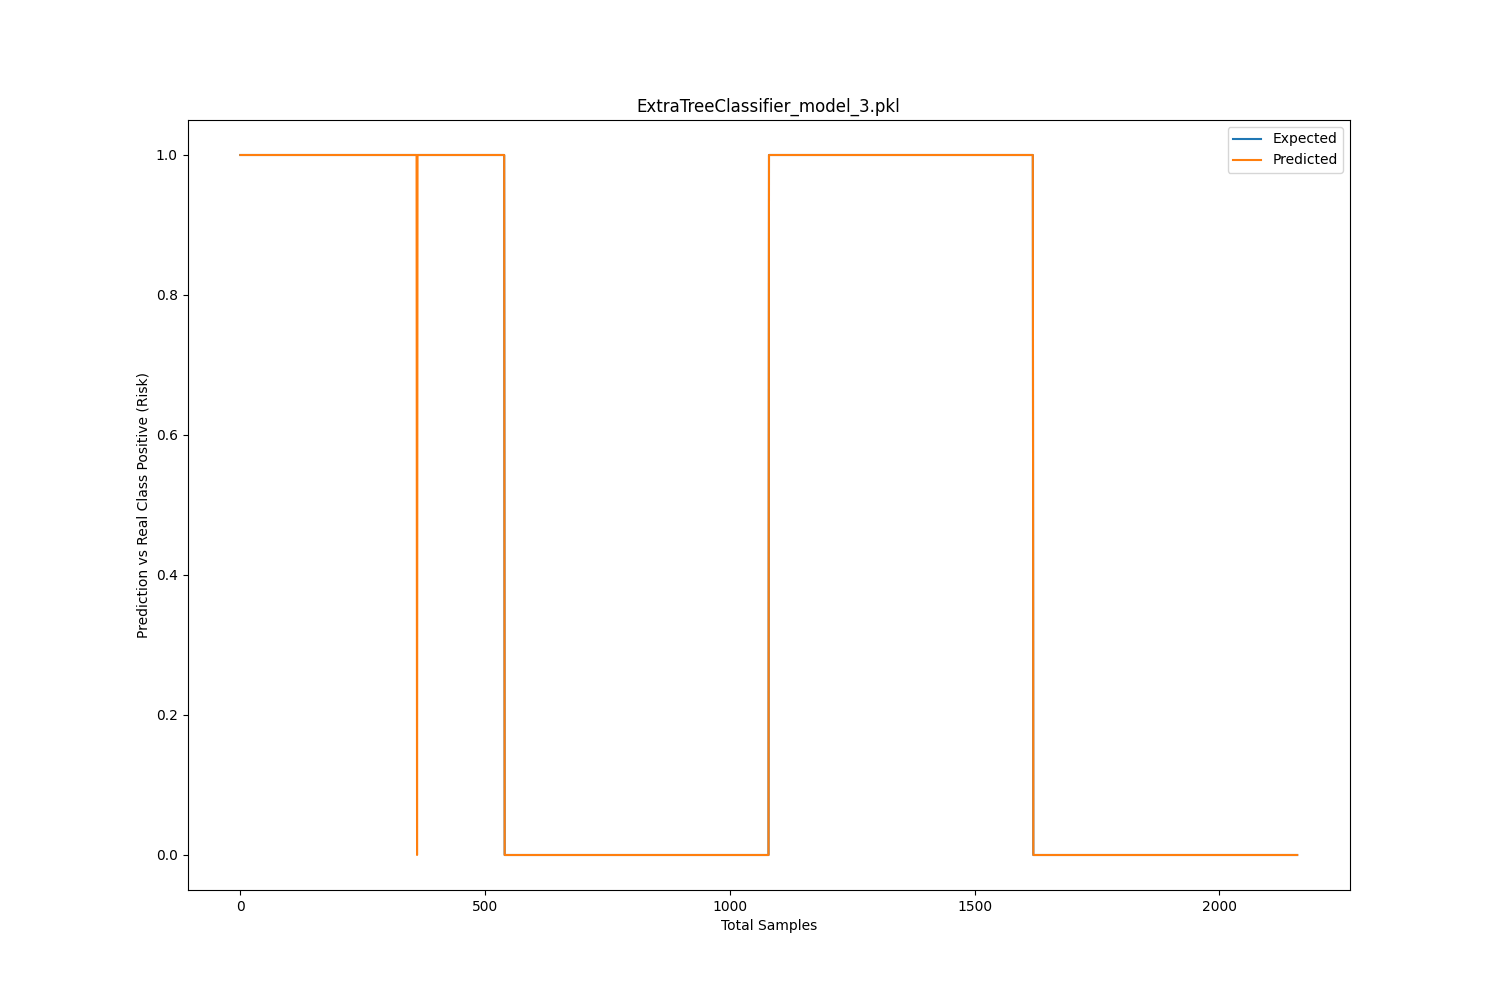 ExtraTreeClassifier_model_3.pkl
Expected
Predicted
1.0
0.8
0.6
0.4
0.2
0.0
Prediction vs Real Class Positive (Risk)
0 500 1000 1500 2000
Total Samples